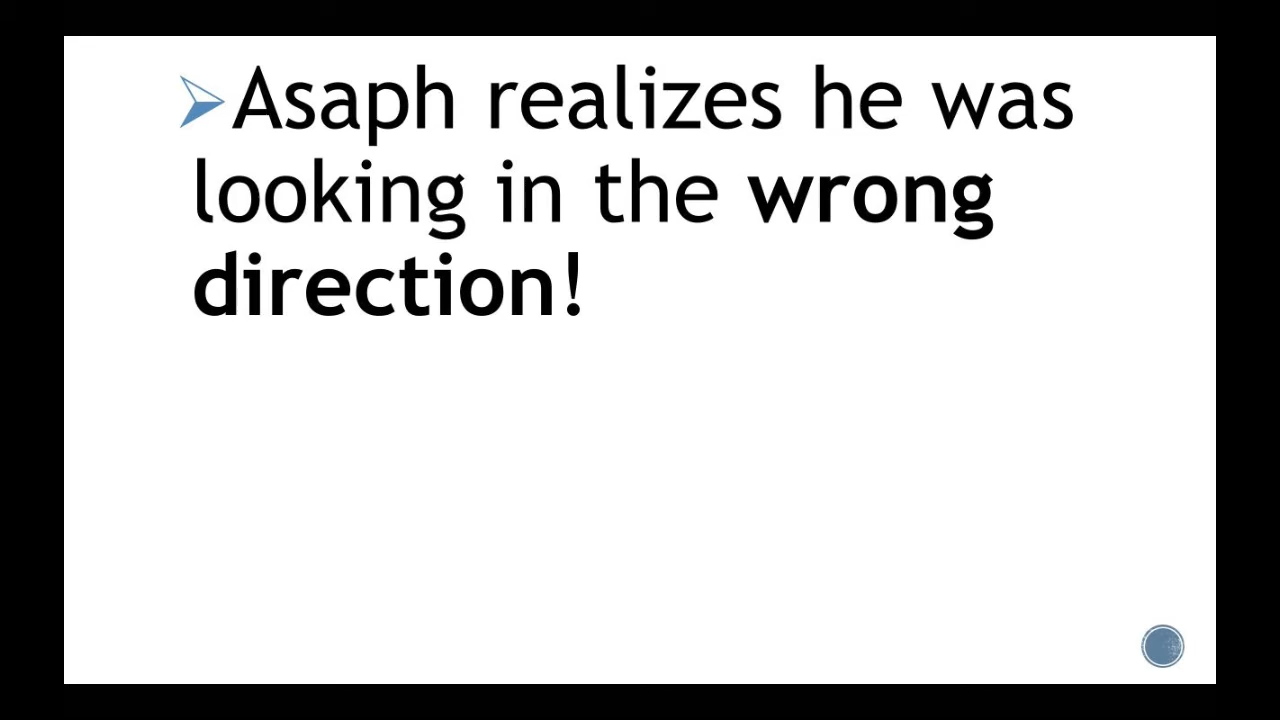 Asaph realizes he was
looking in the wrong
direction!